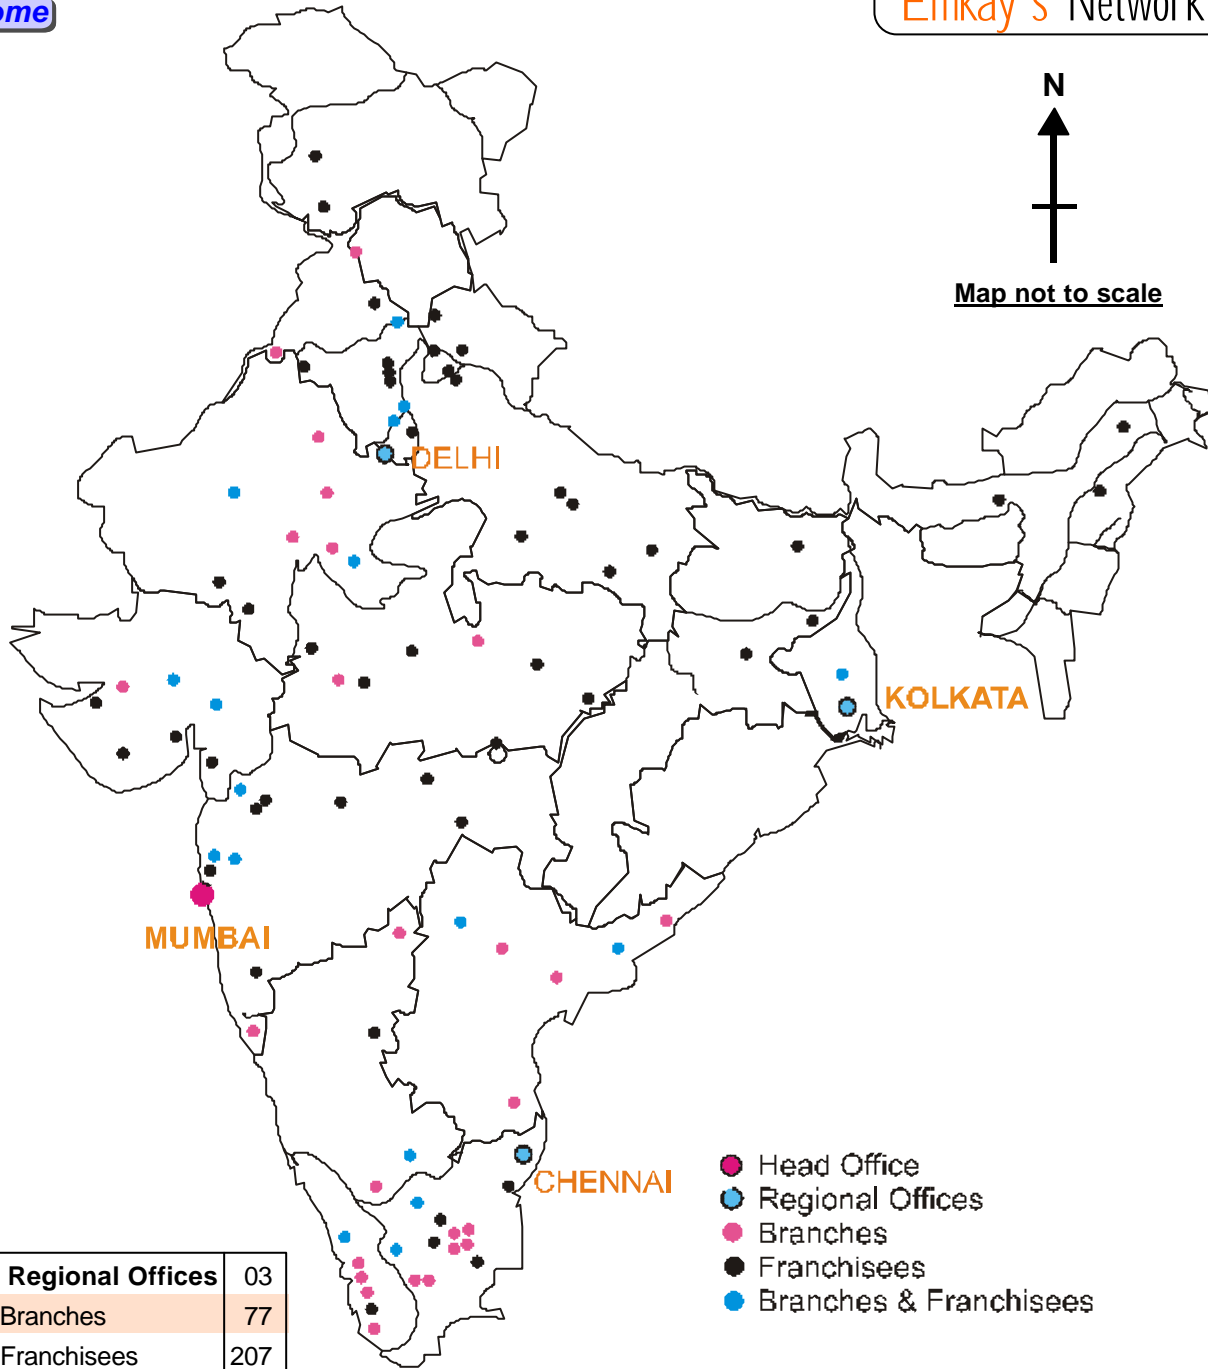 ome
Emkay's Network
N
Map not to scale
DELHI
KOLKATA
MUMBAI
CHENNAI
Head Office
Regional Offices
Branches
Franchisees
Branches & Franchisees
Regional Offices 03
Branches 77
Franchisees 207